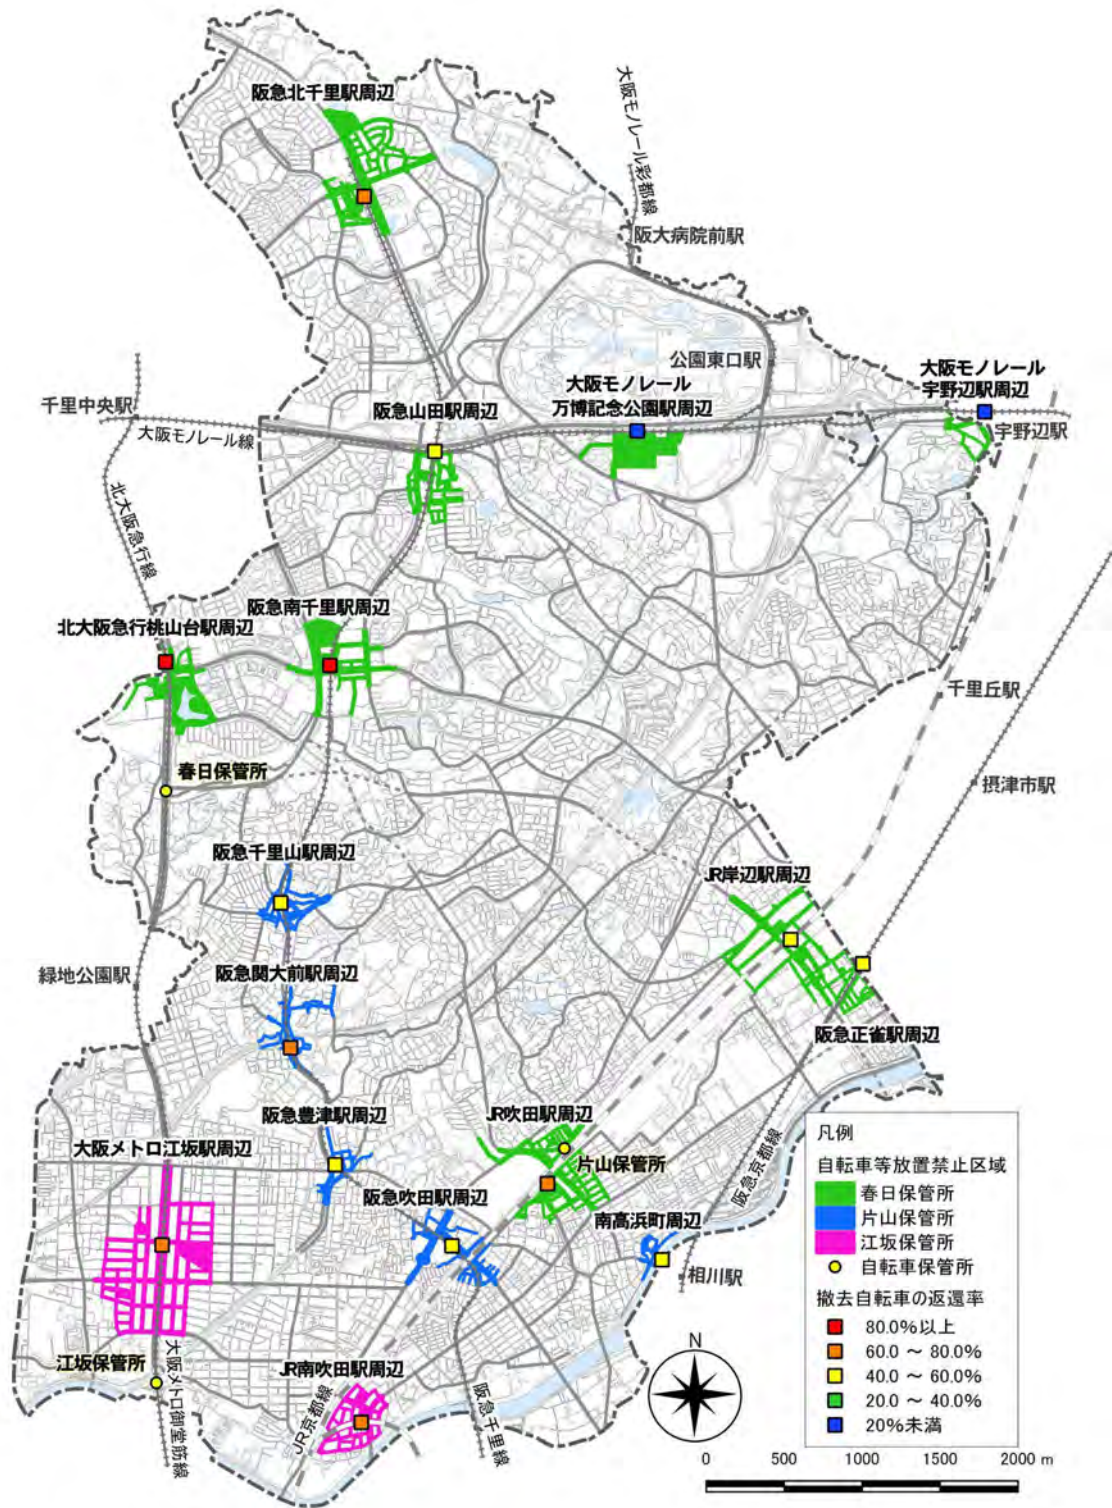 阪急北千里駅周辺
大阪モノレール彩都線
阪大病院前駅
公園東口駅
大阪モノレール
宇野辺駅周辺
大阪モノレール
万博記念公園駅周辺
千里中央駅
阪急山田駅周辺
大阪モノレール線
宇野辺駅
北大阪急行線
阪急南千里駅周辺
北大阪急行桃山台駅周辺
千里丘駅
春日保管所
摂津市駅
阪急千里山駅周辺
JR岸辺駅周辺
緑地公園駅
阪急関大前駅周辺
阪急正雀駅周辺
阪急豊津駅周辺
JR吹田駅周辺
大阪メトロ江坂駅周辺
片山保管所
阪急京都線
阪急吹田駅周辺
南高浜町周辺
相川駅
江坂保管所
JR南吹田駅周辺
大阪メトロ御堂筋線
JR京都線
阪急千里線
凡例
自転車等放置禁止区域
春日保管所
片山保管所
江坂保管所
自転車保管所
撤去自転車の返還率
80.0%以上
60.0 ～ 80.0%
40.0 ～ 60.0%
20.0 ～ 40.0%
20%未満
N
0 500 1000 1500 2000 m